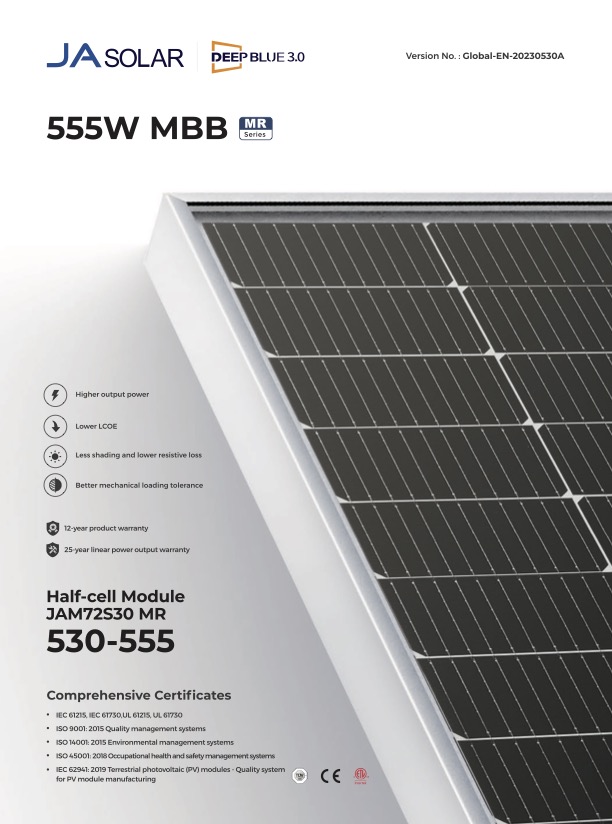 JA SOLAR DEEP BLUE 3.0
Version No. : Global-EN-20230530A
555W MBB MR Series
Higher output power
Lower LCOE
Less shading and lower resistive loss
Better mechanical loading tolerance
12-year product warranty
25-year linear power output warranty
Half-cell Module
JAM72S30 MR
530-555
Comprehensive Certificates
• IEC 61215, IEC 61730,UL 61215, UL 61730
• ISO 9001: 2015 Quality management systems
• ISO 14001: 2015 Environmental management systems
• ISO 45001: 2018 Occupational health and safety management systems
• IEC 62941: 2019 Terrestrial photovoltaic (PV) modules - Quality system
for PV module manufacturing
CE